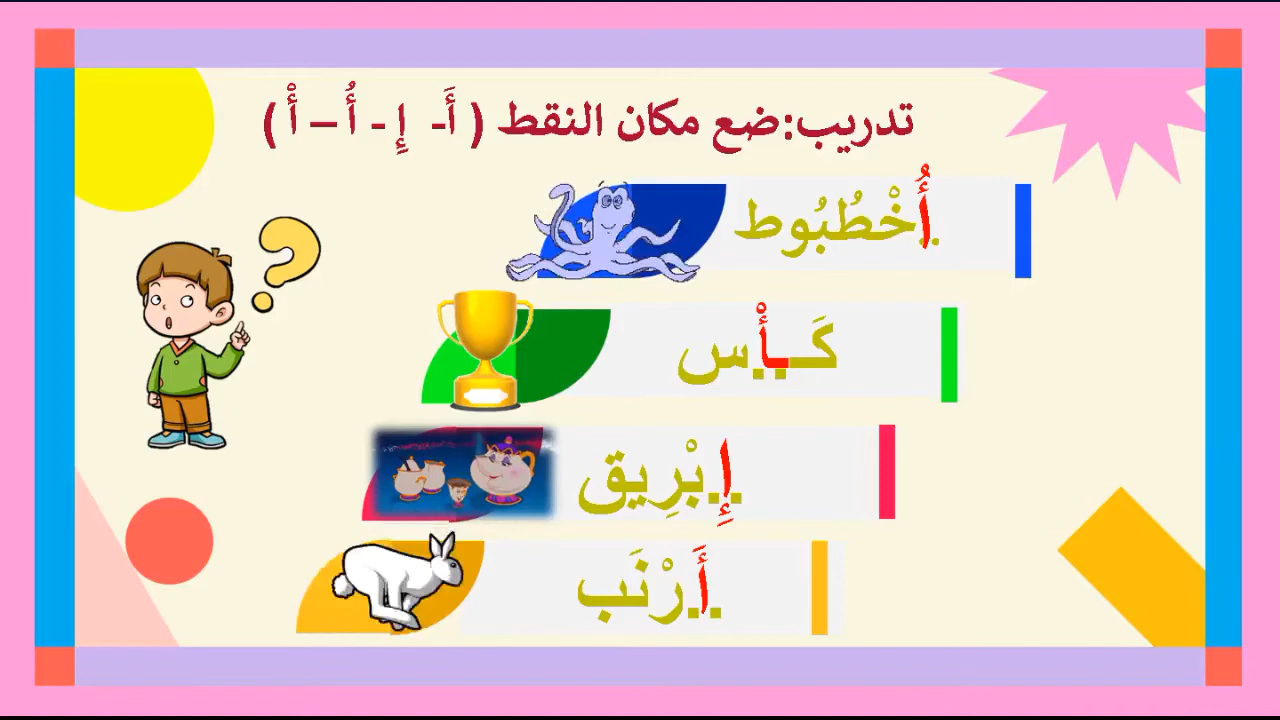 تدريب:ضع مكان النقط ( أَ- إِ - أُ – أْ )
أُخْطُبُوط
كَـأْس
إِبْرِيق
أَرْنَب